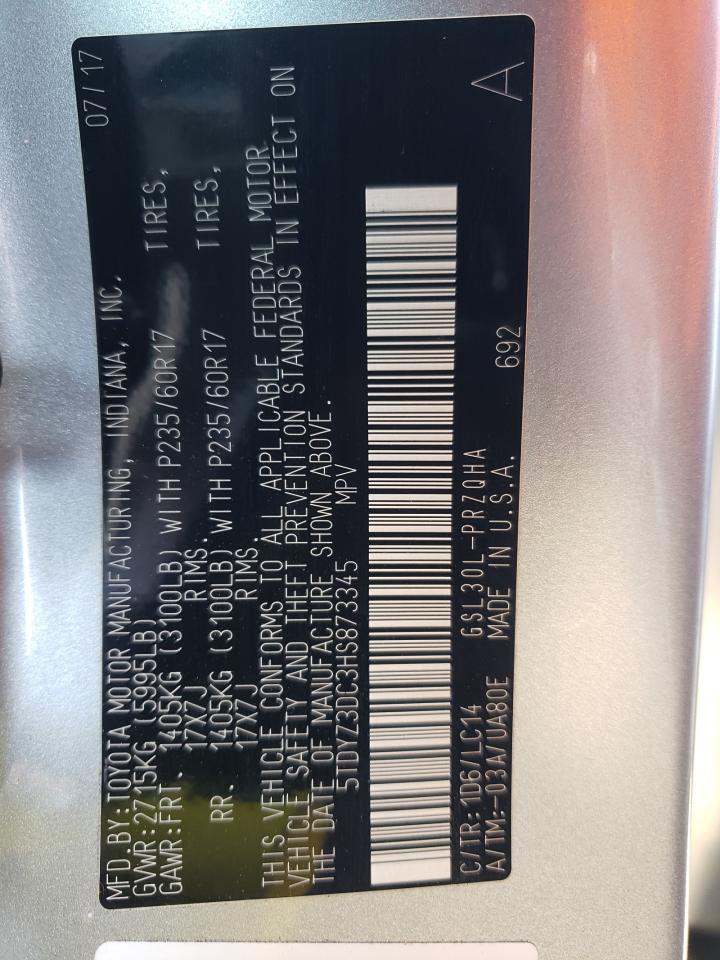 MFD.BY:TOYOTA MOTOR MANUFACTURING, INDIANA, INC. 07/17
GVWR:2715KG (5995LB)
GAWR:FRT. 1405KG (3100LB) WITH P235/60R17 TIRES,
17X7J RIMS.
RR. 1405KG (3100LB) WITH P235/60R17 TIRES,
17X7J RIMS.
THIS VEHICLE CONFORMS TO ALL APPLICABLE FEDERAL MOTOR
VEHICLE SAFETY AND THEFT PREVENTION STANDARDS IN EFFECT ON
THE DATE OF MANUFACTURE SHOWN ABOVE.
5TDYZ3DC3HS873345 MPV
C/TR:1D6/LC14 GSL30L-PRZQHA
A/TM:-03A/UA80E MADE IN U.S.A. 692 A